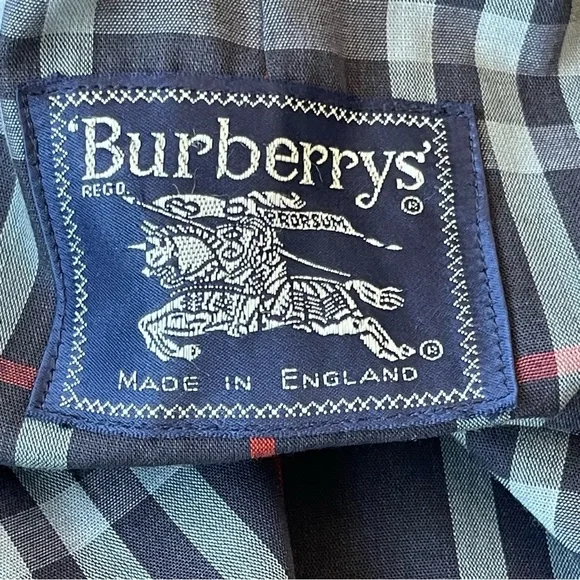 'Burberrys'
REGD. ®
PRORSUM
®
MADE IN ENGLAND